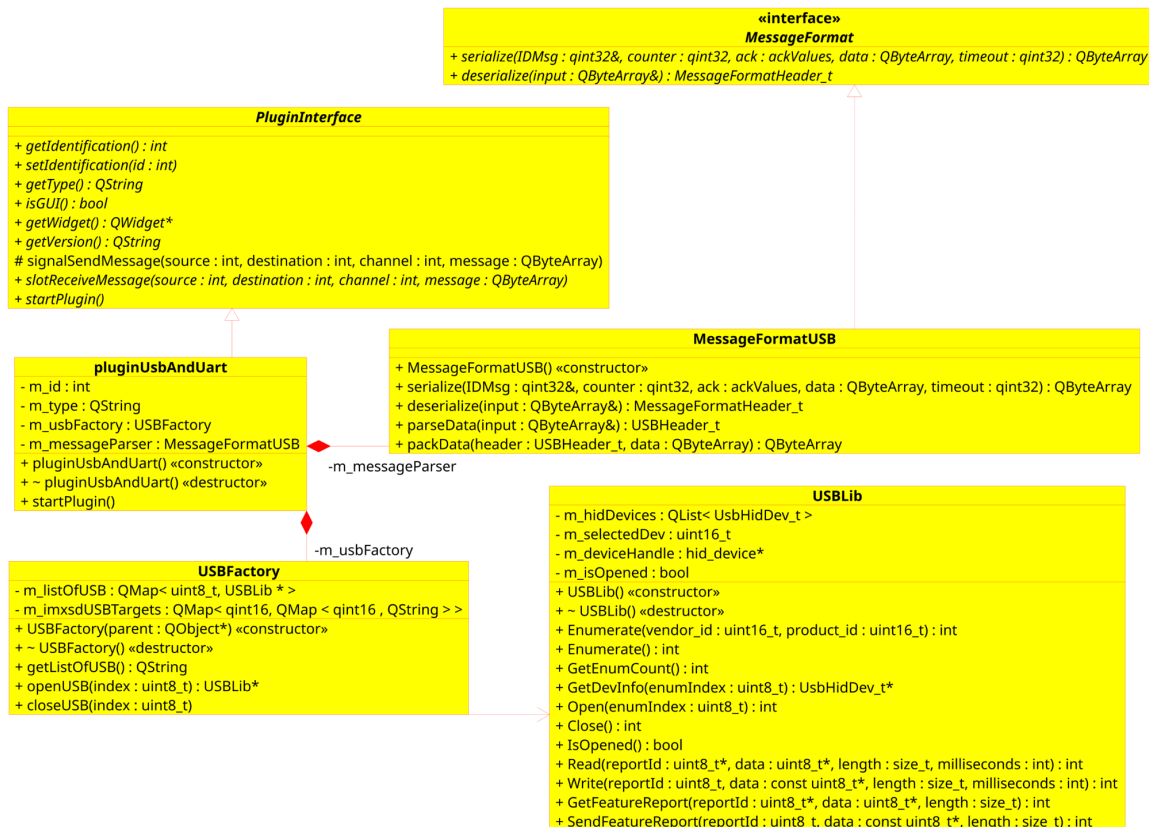 «interface»
MessageFormat
+ serialize(IDMsg : qint32&, counter : qint32, ack : ackValues, data : QByteArray, timeout : qint32) : QByteArray
+ deserialize(input : QByteArray&) : MessageFormatHeader_t
PluginInterface
+ getIdentification() : int
+ setIdentification(id : int)
+ getType() : QString
+ isGUI() : bool
+ getWidget() : QWidget*
+ getVersion() : QString
# signalSendMessage(source : int, destination : int, channel : int, message : QByteArray)
+ slotReceiveMessage(source : int, destination : int, channel : int, message : QByteArray)
+ startPlugin()
MessageFormatUSB
+ MessageFormatUSB() «constructor»
+ serialize(IDMsg : qint32&, counter : qint32, ack : ackValues, data : QByteArray, timeout : qint32) : QByteArray
+ deserialize(input : QByteArray&) : MessageFormatHeader_t
+ parseData(input : QByteArray&) : USBHeader_t
+ packData(header : USBHeader_t, data : QByteArray) : QByteArray
pluginUsbAndUart
- m_id : int
- m_type : QString
- m_usbFactory : USBFactory
- m_messageParser : MessageFormatUSB
+ pluginUsbAndUart() «constructor»
+ ~ pluginUsbAndUart() «destructor»
+ startPlugin()
-m_messageParser
-m_usbFactory
USBFactory
- m_listOfUSB : QMap< uint8_t, USBLib * >
- m_imxsdUSBTargets : QMap< qint16, QMap < qint16 , QString > >
+ USBFactory(parent : QObject*) «constructor»
+ ~ USBFactory() «destructor»
+ getListOfUSB() : QString
+ openUSB(index : uint8_t) : USBLib*
+ closeUSB(index : uint8_t)
USBLib
- m_hidDevices : QList< UsbHidDev_t >
- m_selectedDev : uint16_t
- m_deviceHandle : hid_device*
- m_isOpened : bool
+ USBLib() «constructor»
+ ~ USBLib() «destructor»
+ Enumerate(vendor_id : uint16_t, product_id : uint16_t) : int
+ Enumerate() : int
+ GetEnumCount() : int
+ GetDevInfo(enumIndex : uint8_t) : UsbHidDev_t*
+ Open(enumIndex : uint8_t) : int
+ Close() : int
+ IsOpened() : bool
+ Read(reportId : uint8_t*, data : uint8_t*, length : size_t, milliseconds : int) : int
+ Write(reportId : uint8_t, data : const uint8_t*, length : size_t, milliseconds : int) : int
+ GetFeatureReport(reportId : uint8_t*, data : uint8_t*, length : size_t) : int
+ SendFeatureReport(reportId : uint8_t, data : const uint8_t*, length : size_t) : int